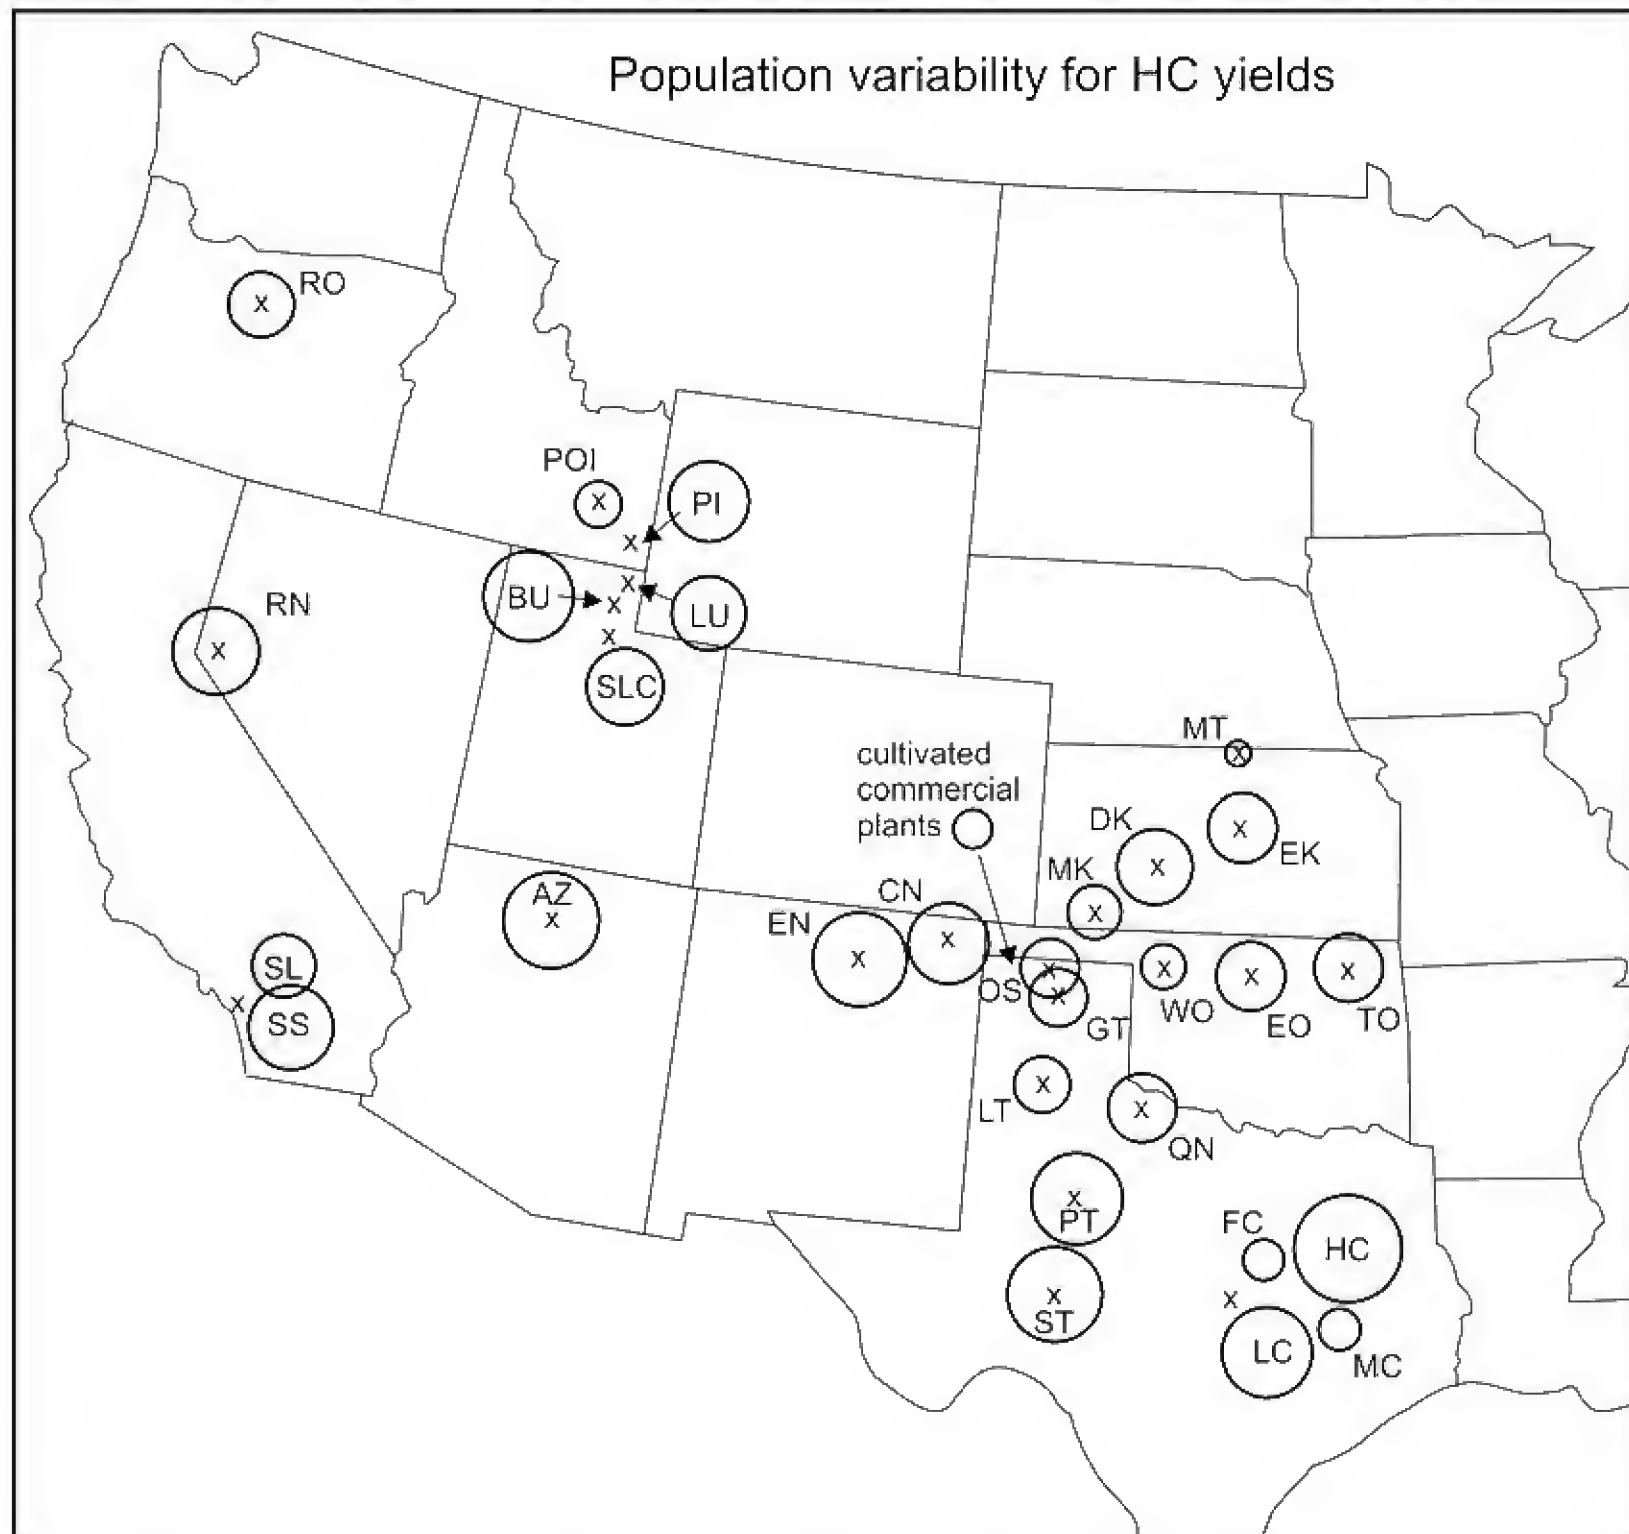 Population variability for HC yields
RO
POI
x
PI
x
x
BU
x
LU
x
RN
x
x
SLC
MT
x
cultivated
commercial
plants
DK
x
EK
x
MK
x
CN
x
AZ
x
EN
x
SL
x
SS
OS
x
x
GT
x
WO
x
EO
x
TO
LT
x
x
QN
x
PT
FC
HC
x
x
ST
LC
MC
x